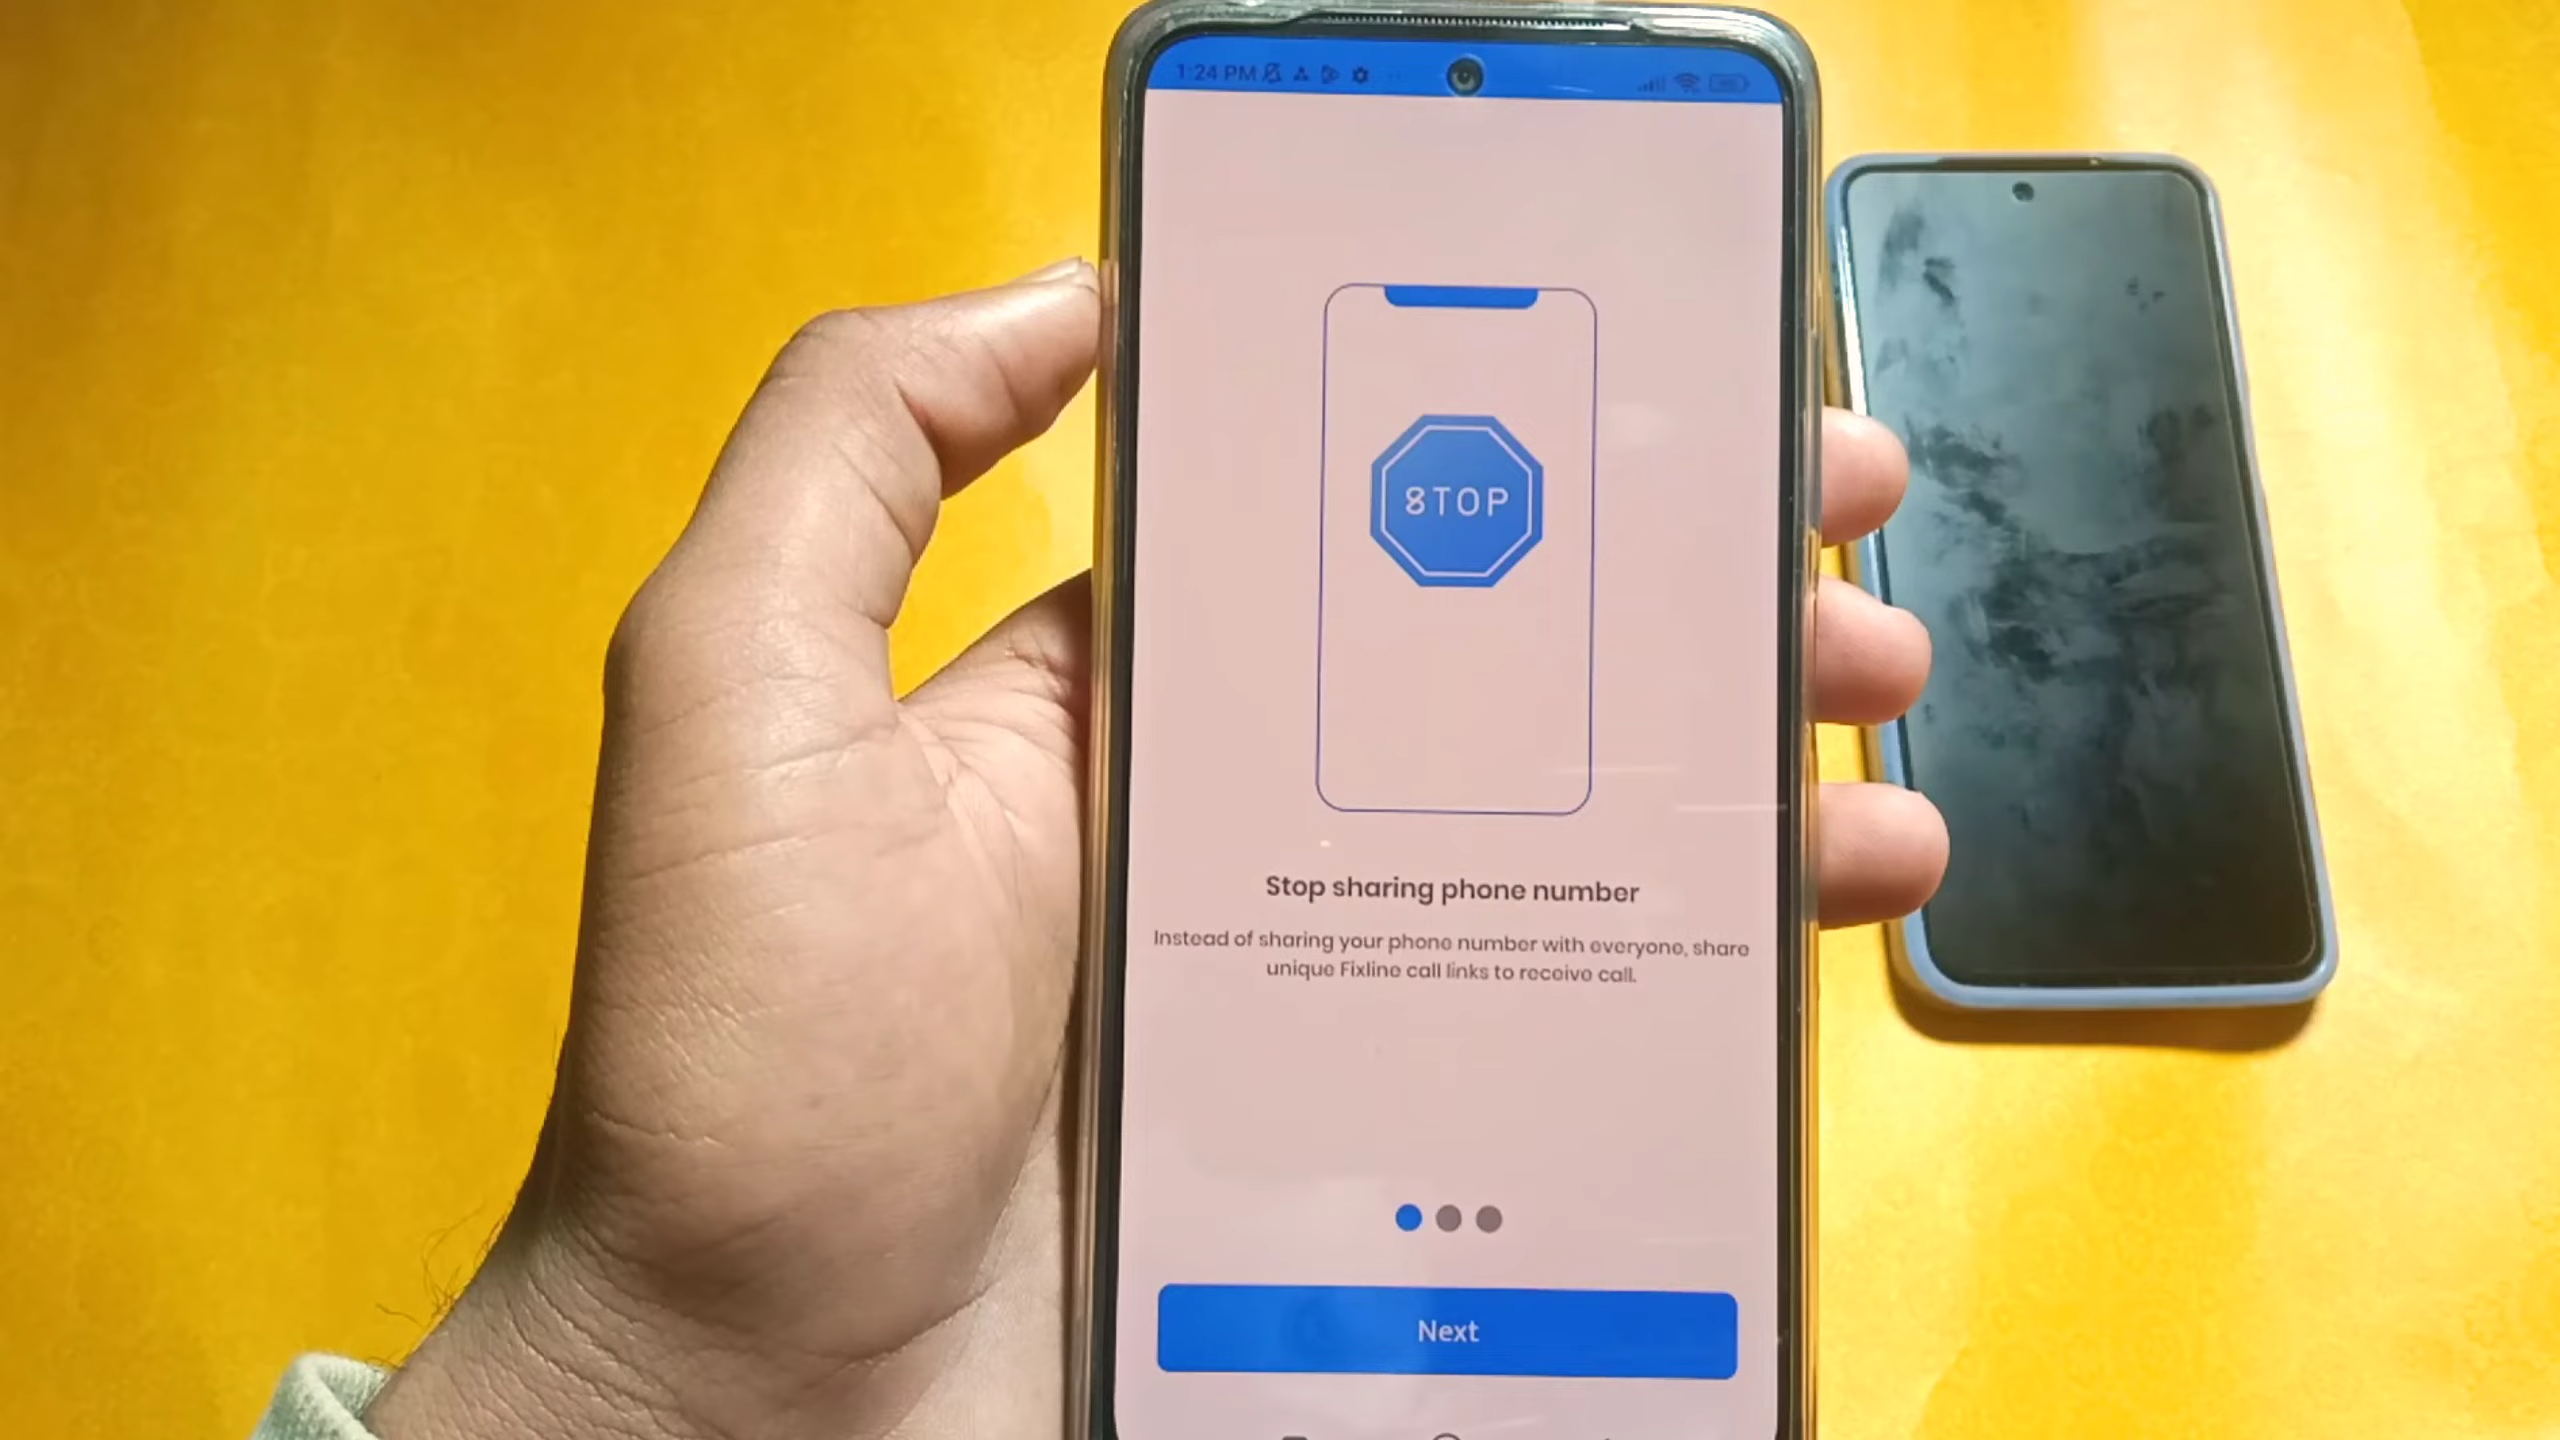 1:24 PM
8TOP
Stop sharing phone number
Instead of sharing your phone number with everyone, share
unique Fixline call links to receive call.
Next